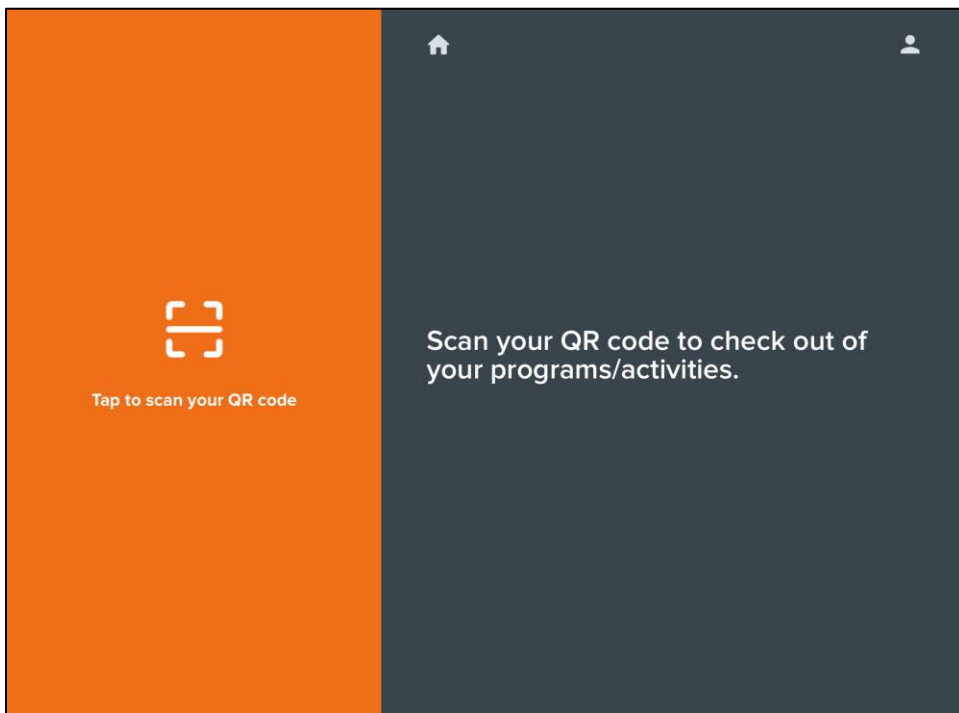 Tap to scan your QR code
Scan your QR code to check out of
your programs/activities.